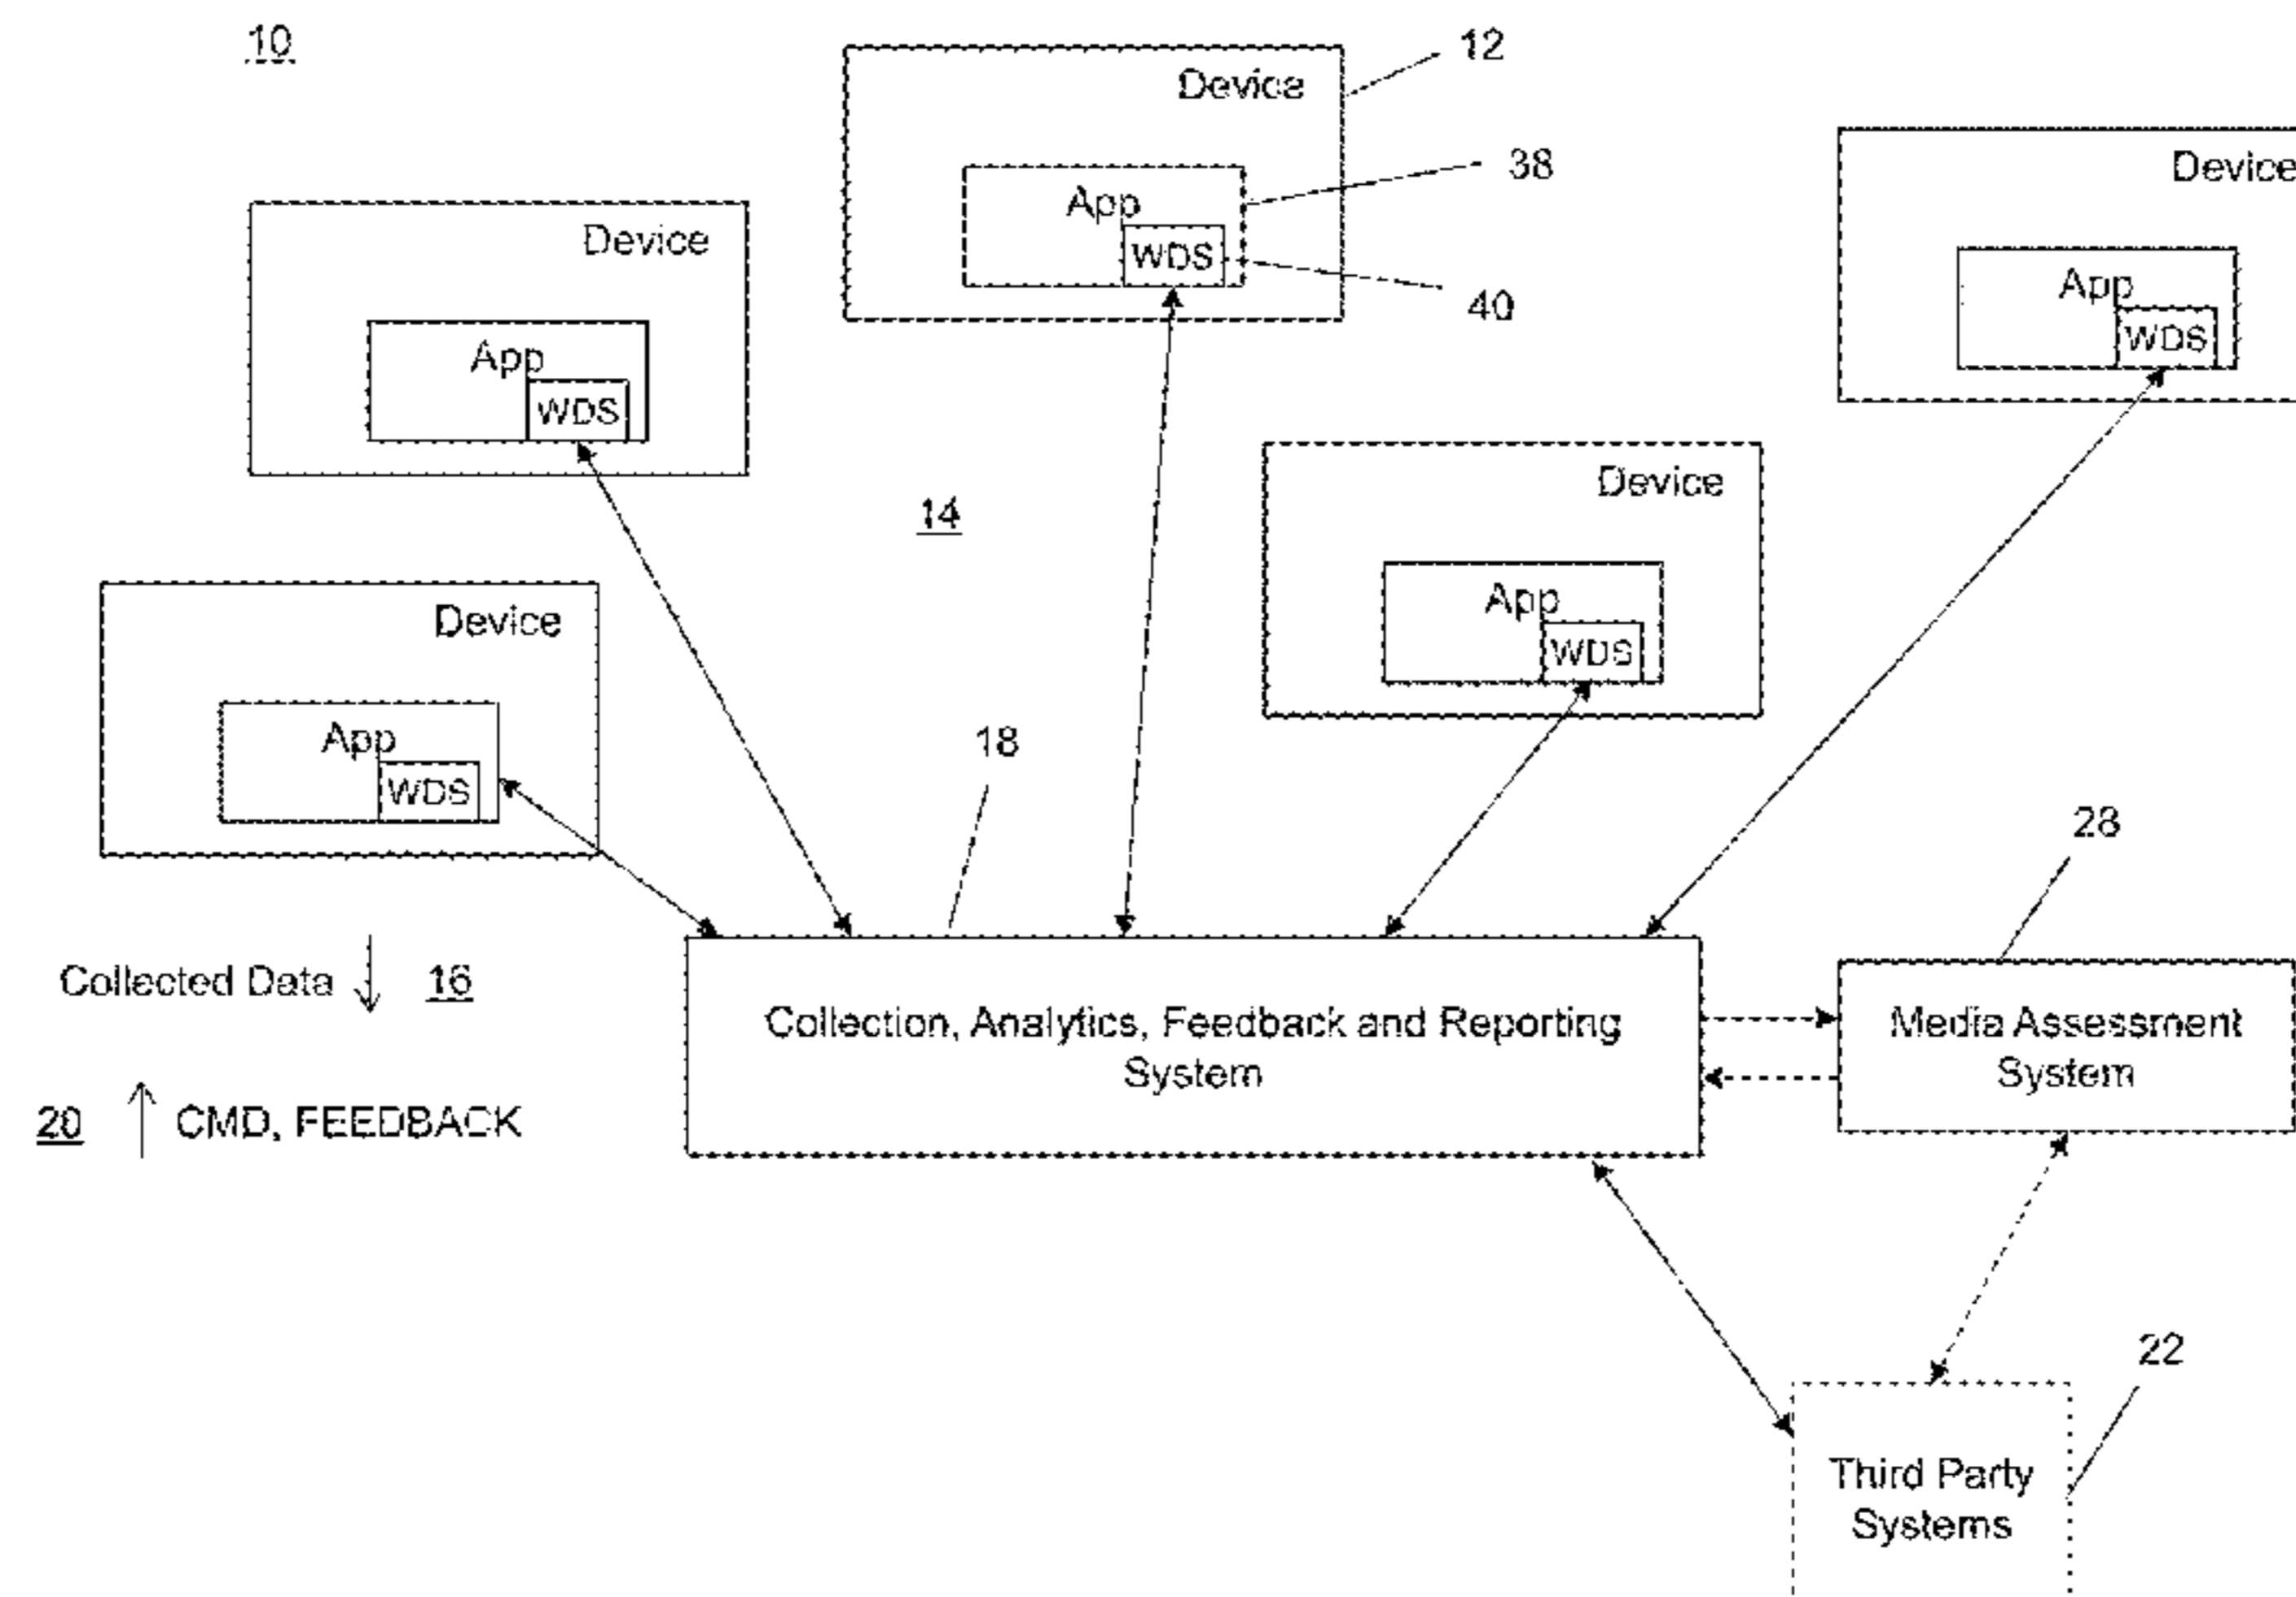 10
12
Device
38
App
WDS
40
Device
App
WDS
Device
App
WDS
14
Device
App
WDS
Device
App
WDS
18
28
Collected Data 16
20 CMD, FEEDBACK
Collection, Analytics, Feedback and Reporting
System
Media Assessment
System
22
Third Party
Systems